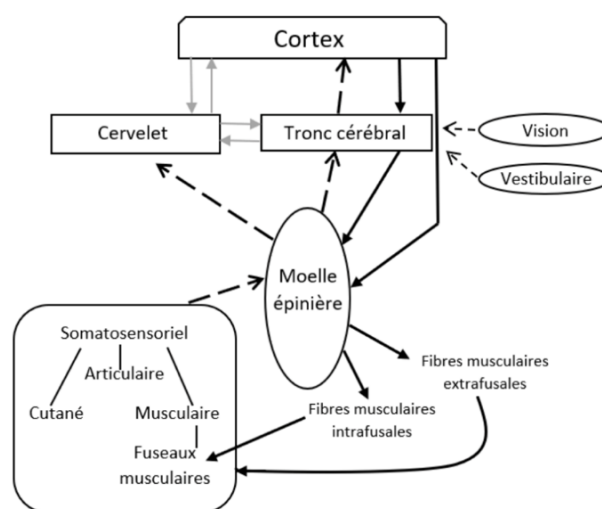 Cortex
Cervelet
Tronc cérébral
Vision
Vestibulaire
Moelle
épinière
Somatosensoriel
Articulaire
Cutané
Musculaire
Fuseaux
musculaires
Fibres musculaires
intrafusales
Fibres musculaires
extrafusales